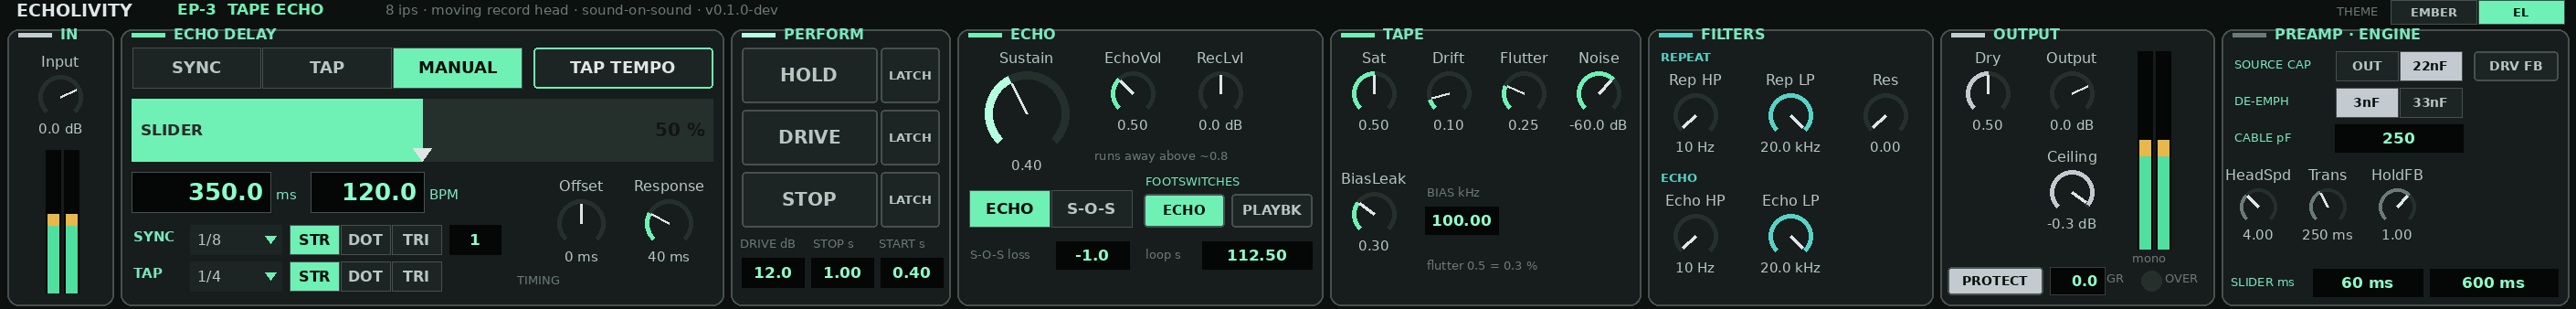 ECHOLIVITY EP-3 TAPE ECHO 8 ips · moving record head · sound-on-sound · v0.1.0-dev THEME EMBER EL
IN
Input
0.0 dB
ECHO DELAY
SYNC TAP MANUAL TAP TEMPO
SLIDER 50 %
350.0 ms 120.0 BPM
Offset Response
0 ms 40 ms
SYNC 1/8 STR DOT TRI 1
TAP 1/4 STR DOT TRI
TIMING
PERFORM
HOLD LATCH
DRIVE LATCH
STOP LATCH
DRIVE dB STOP s START s
12.0 1.00 0.40
ECHO
Sustain EchoVol RecLvl
0.50 0.0 dB
0.40
runs away above ~0.8
FOOTSWITCHES
ECHO S-O-S ECHO PLAYBK
S-O-S loss -1.0 loop s 112.50
TAPE
Sat Drift Flutter Noise
0.50 0.10 0.25 -60.0 dB
BiasLeak BIAS kHz
100.00
0.30
flutter 0.5 = 0.3 %
FILTERS
REPEAT
Rep HP Rep LP Res
10 Hz 20.0 kHz 0.00
ECHO
Echo HP Echo LP
10 Hz 20.0 kHz
OUTPUT
Dry Output
0.50 0.0 dB
Ceiling
-0.3 dB
mono
PROTECT 0.0 GR OVER
PREAMP · ENGINE
SOURCE CAP OUT 22nF DRV FB
DE-EMPH 3nF 33nF
CABLE pF 250
HeadSpd Trans HoldFB
4.00 250 ms 1.00
SLIDER ms 60 ms 600 ms